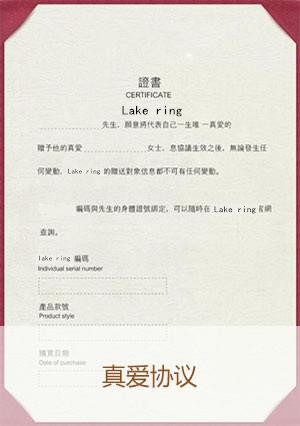 證書
CERTIFICATE
Lake ring
先生，願意將代表自己一生唯一真愛的
贈予他的真愛 女士，息協議生效之後，無論發生任
何變動，Lake ring 的贈送對象信息都不可有任何變動。
編碼與先生的身體證號綁定，可以隨時在 Lake ring 官網
查詢。
lake ring 編碼
Individual serial number
產品款號
Product style
購買日期
Date of purchase
真爱协议